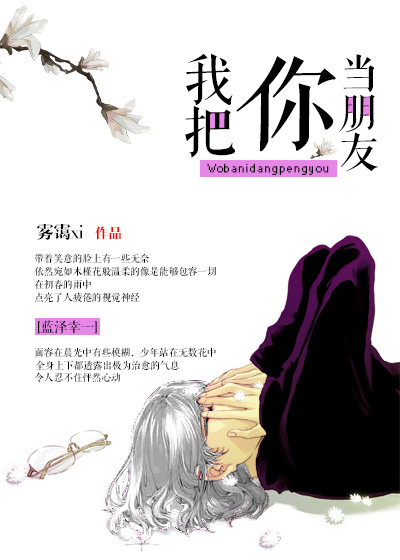 我把你当朋友
Wobanidangpengyou
雾霭xi 作品
带着笑意的脸上有一些无奈
依然宛如木槿花般温柔的像是能够包容一切
在初春的雨中
点亮了人疲倦的视觉神经
[蓝泽幸一]
面容在晨光中有些模糊，少年站在无数花中
全身上下都透露出极为治愈的气息
令人忍不住怦然心动